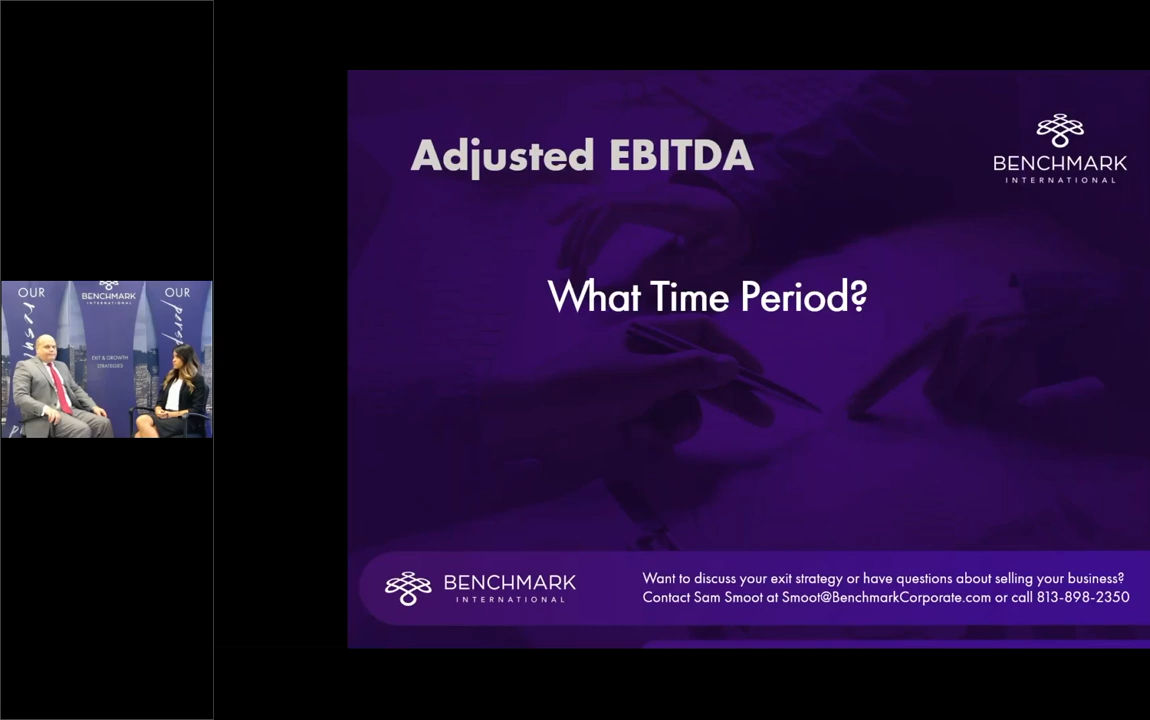 Adjusted EBITDA
BENCHMARK
INTERNATIONAL
What Time Period?
OUR
BENCHMARK
INTERNATIONAL
OUR
EXIT & GROWTH
STRATEGIES
BENCHMARK
INTERNATIONAL
Want to discuss your exit strategy or have questions about selling your business?
Contact Sam Smoot at Smoot@BenchmarkCorporate.com or call 813-898-2350